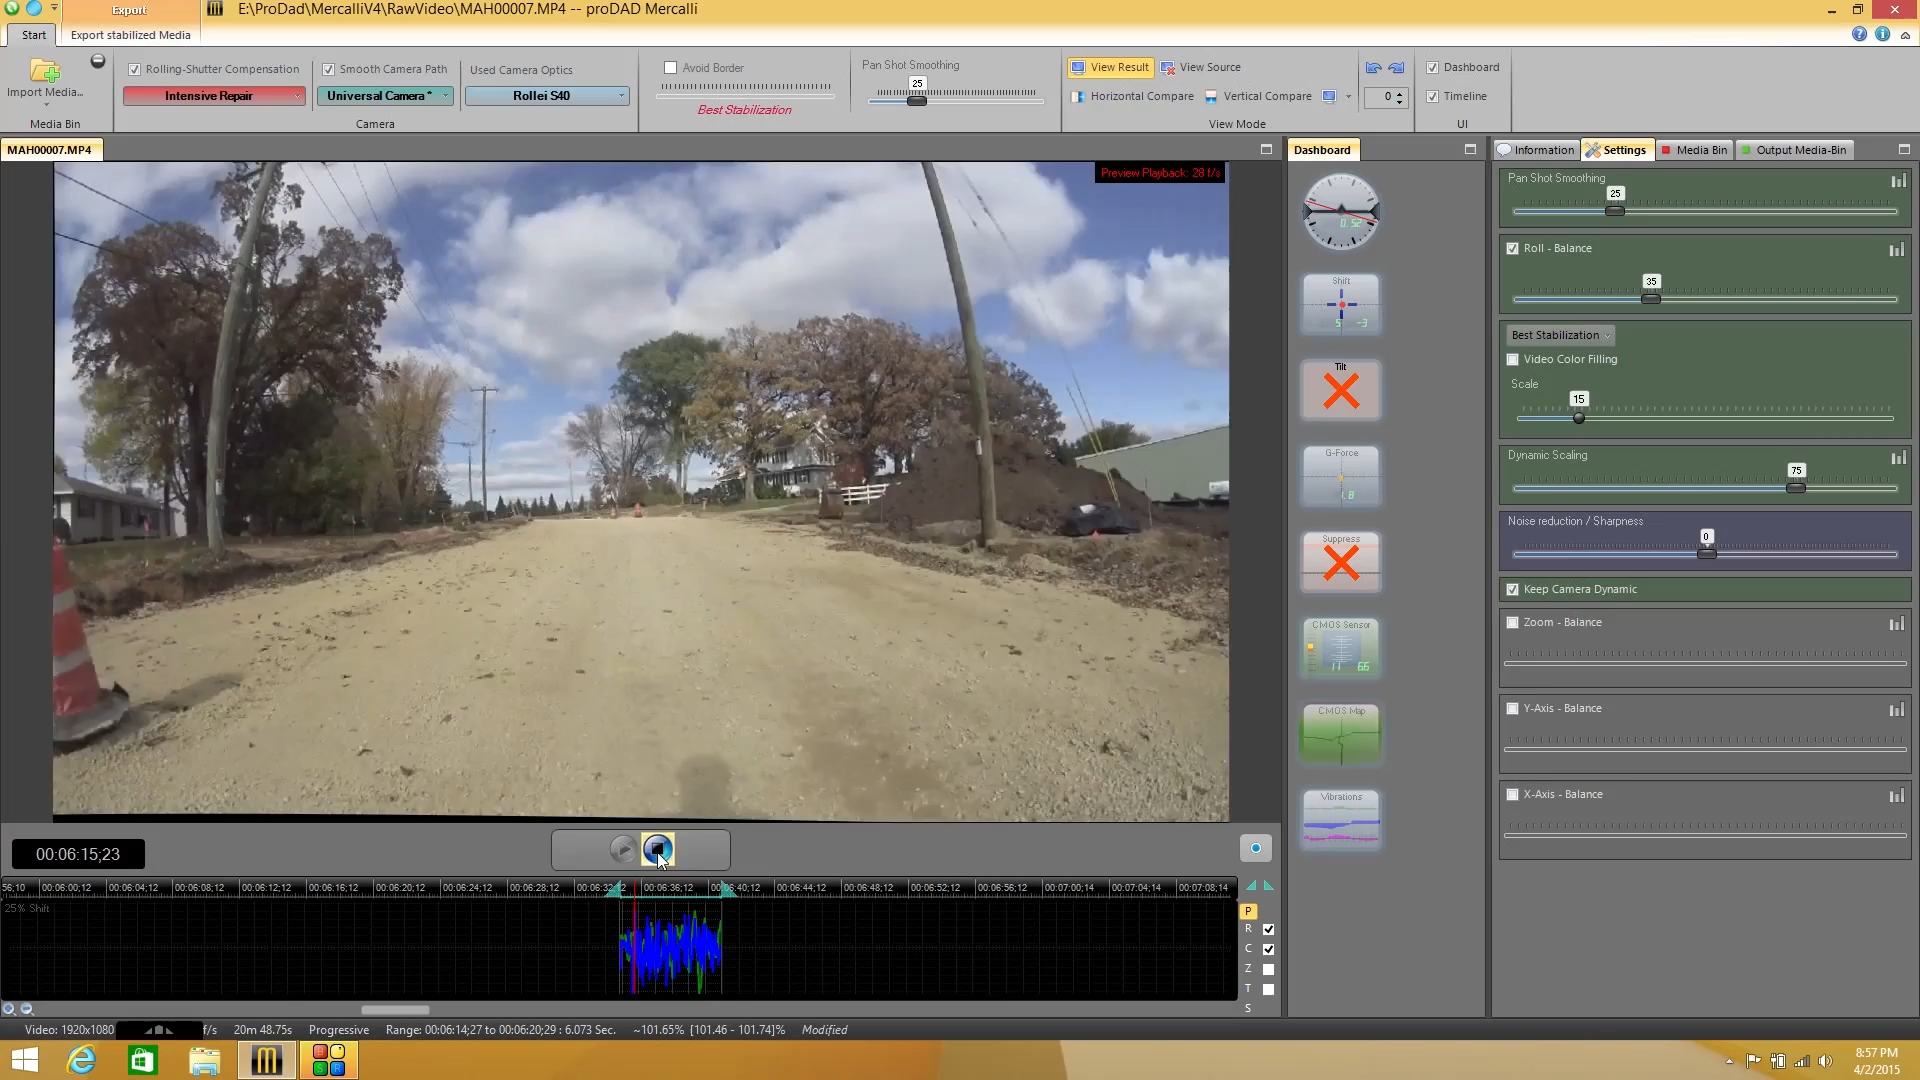 E:\ProDad\MercalliV4\RawVideo\MAH00007.MP4 -- proDAD Mercalli
Export
Start
Export stabilized Media
Import Media...
Media Bin
Rolling-Shutter Compensation
Smooth Camera Path
Used Camera Optics
Intensive Repair
Universal Camera *
Rollei S40
Camera
Avoid Border
Best Stabilization
Pan Shot Smoothing
25
View Result
View Source
Horizontal Compare
Vertical Compare
0
View Mode
Dashboard
Timeline
UI
MAH00007.MP4
Preview Playback: 28 f/s
Dashboard
Shift
5 -3
Tilt
G-Force
Suppress
CMOS Sensor
11 66
CMOS Map
Vibrations
Information
Settings
Media Bin
Output Media-Bin
Pan Shot Smoothing
25
Roll - Balance
35
Best Stabilization
Video Color Filling
Scale
15
Dynamic Scaling
75
Noise reduction / Sharpness
0
Keep Camera Dynamic
Zoom - Balance
Y-Axis - Balance
X-Axis - Balance
00:06:15;23
56;10 00:06:00;12 00:06:04;12 00:06:08;12 00:06:12;12 00:06:16;12 00:06:20;12 00:06:24;12 00:06:28;12 00:06:36;12 00:06:44;12 00:06:48;12 00:06:52;12 00:06:56;12 00:07:00;14 00:07:04;14 00:07:08;14
25% Shift
P
R
C
Z
T
S
Video: 1920x1080 f/s 20m 48.75s Progressive Range: 00:06:14;27 to 00:06:20;29 : 6.073 Sec. ~101.65% [101.46 - 101.74]% Modified
8:57 PM
4/2/2015